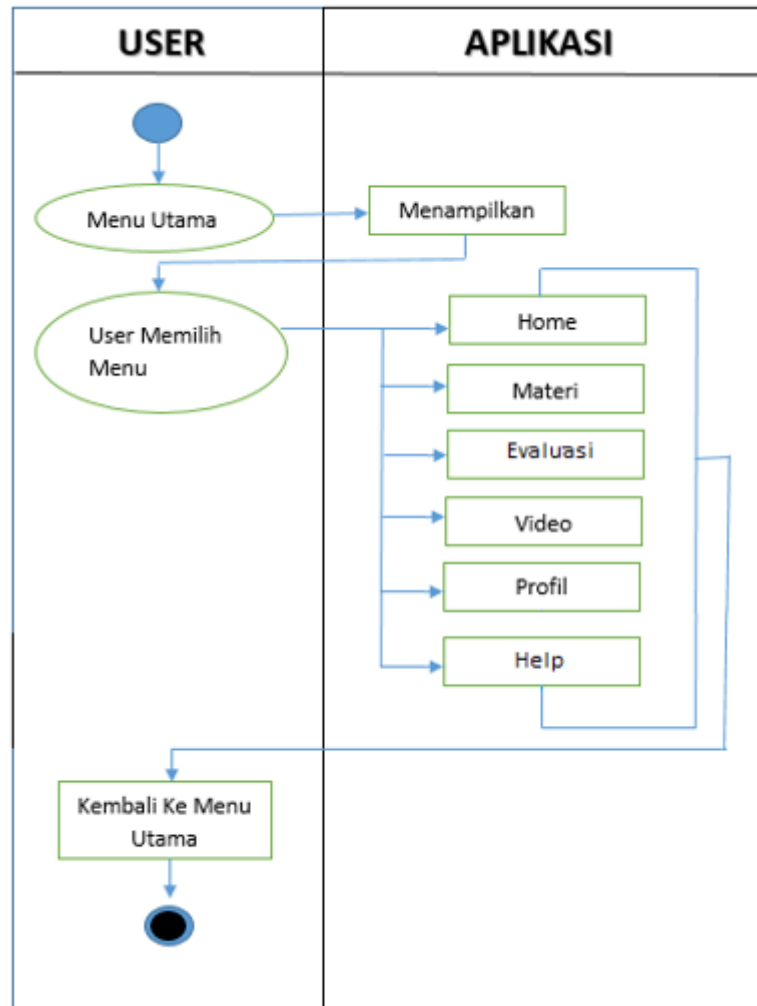 USER
APLIKASI
Menu Utama
Menampilkan
User Memilih
Menu
Home
Materi
Evaluasi
Video
Profil
Help
Kembali Ke Menu
Utama